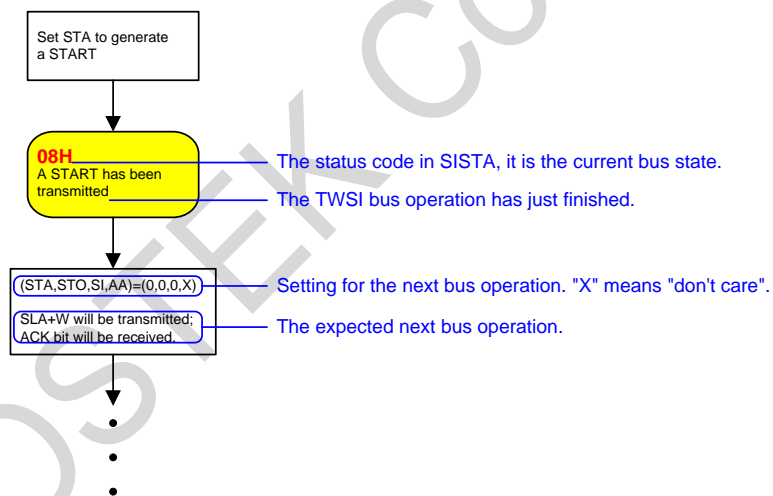 Set STA to generate
a START
08H
A START has been
transmitted
The status code in SISTA, it is the current bus state.
The TWSI bus operation has just finished.
(STA,STO,SI,AA)=(0,0,0,X)
Setting for the next bus operation. "X" means "don't care".
SLA+W will be transmitted;
ACK bit will be received.
The expected next bus operation.